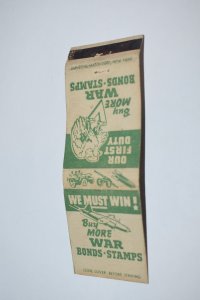 BUY
MORE
WAR
BONDS·STAMPS
OUR
FIRST
DUTY
WE MUST WIN!
Buy
MORE
WAR
BONDS·STAMPS
CLOSE COVER BEFORE STRIKING